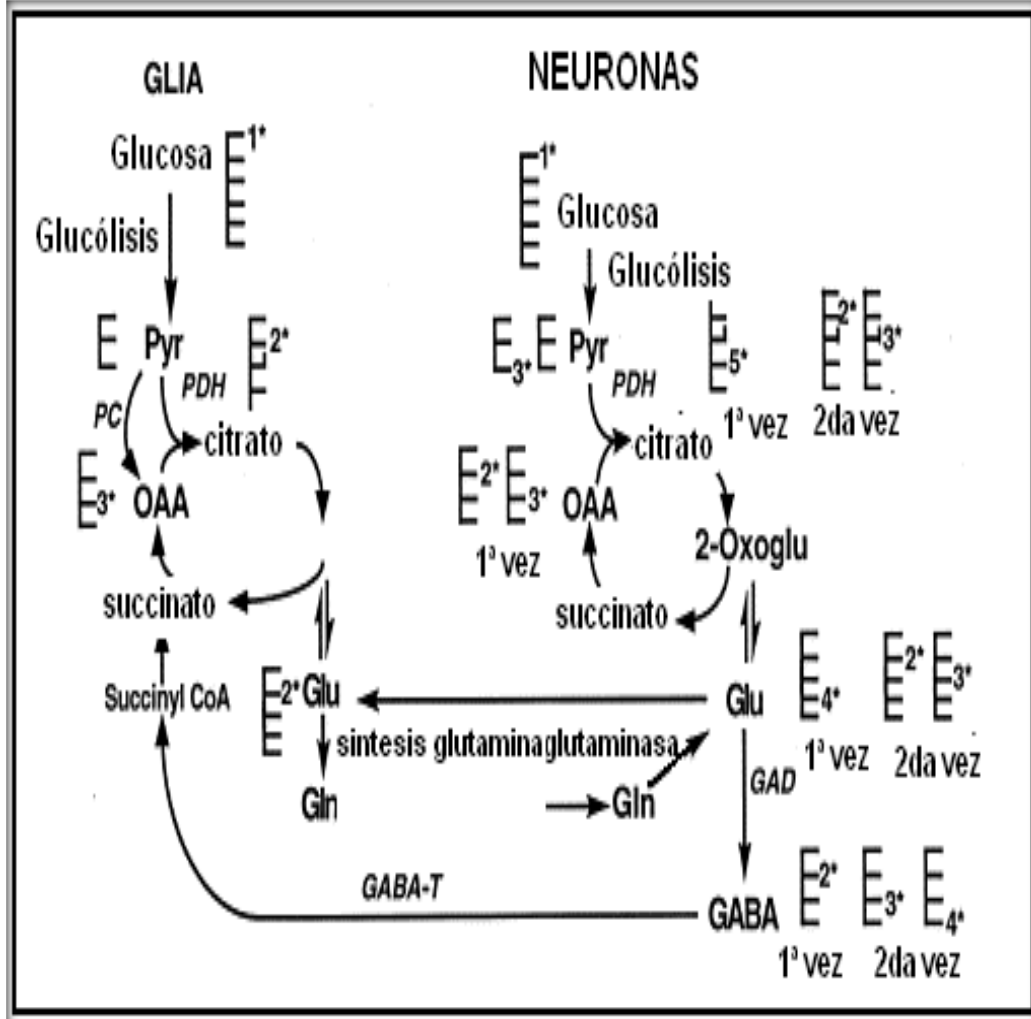 GLIA
NEURONAS
Glucosa 1*
1*
Glucosa
Glucólisis
Glucólisis
Pyr
PDH
2*
PC
3*
Pyr
PDH
5*
1ª vez
2* 3*
2da vez
citrato
citrato
3* OAA
2* 3* OAA
1ª vez
2-Oxoglu
succinato
succinato
Succinyl CoA
2* Glu
Glu
4*
1ª vez
2* 3*
2da vez
sintesis glutamina
glutaminasa
GAD
Gln
Gln
GABA-T
GABA
2*
3* 4*
1ª vez
2da vez